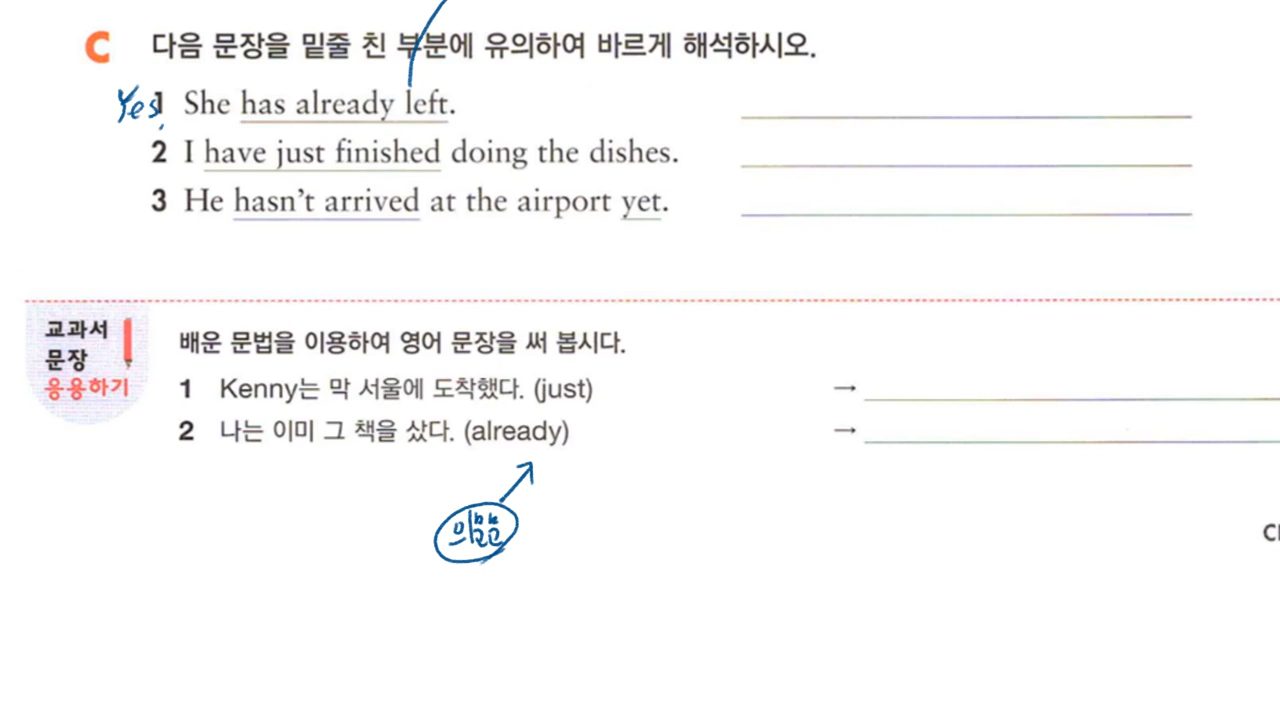 C 다음 문장을 밑줄 친 부분에 유의하여 바르게 해석하시오.
Yes, 1 She has already left.
2 I have just finished doing the dishes.
3 He hasn't arrived at the airport yet.
교과서
문장
응용하기
배운 문법을 이용하여 영어 문장을 써 봅시다.
1 Kenny는 막 서울에 도착했다. (just) →
2 나는 이미 그 책을 샀다. (already) →
의문문